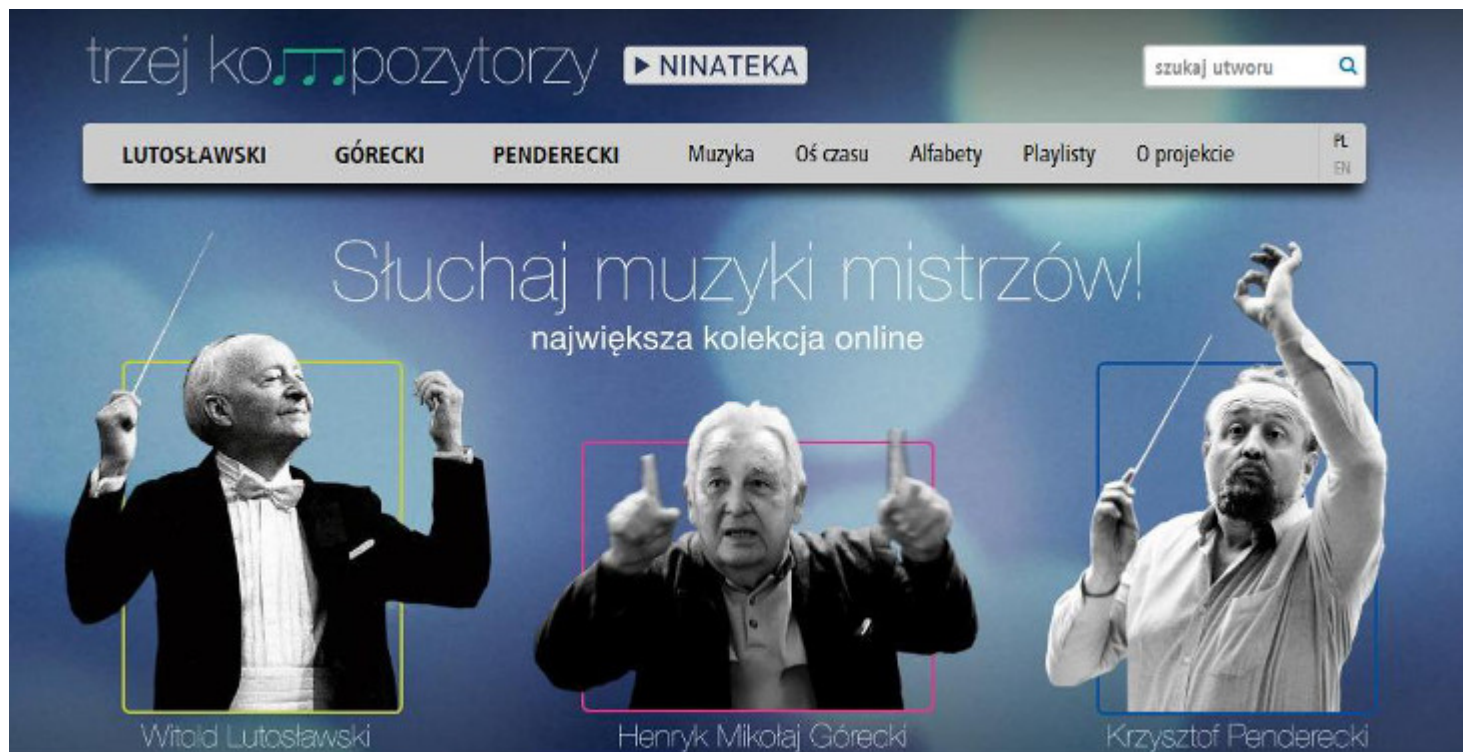 trzej kompozytorzy NINATEKA
szukaj utworu
LUTOSŁAWSKI GÓRECKI PENDERECKI Muzyka Oś czasu Alfabety Playlisty O projekcie PL
EN
Słuchaj muzyki mistrzów!
największa kolekcja online
Witold Lutosławski Henryk Mikołaj Górecki Krzysztof Penderecki